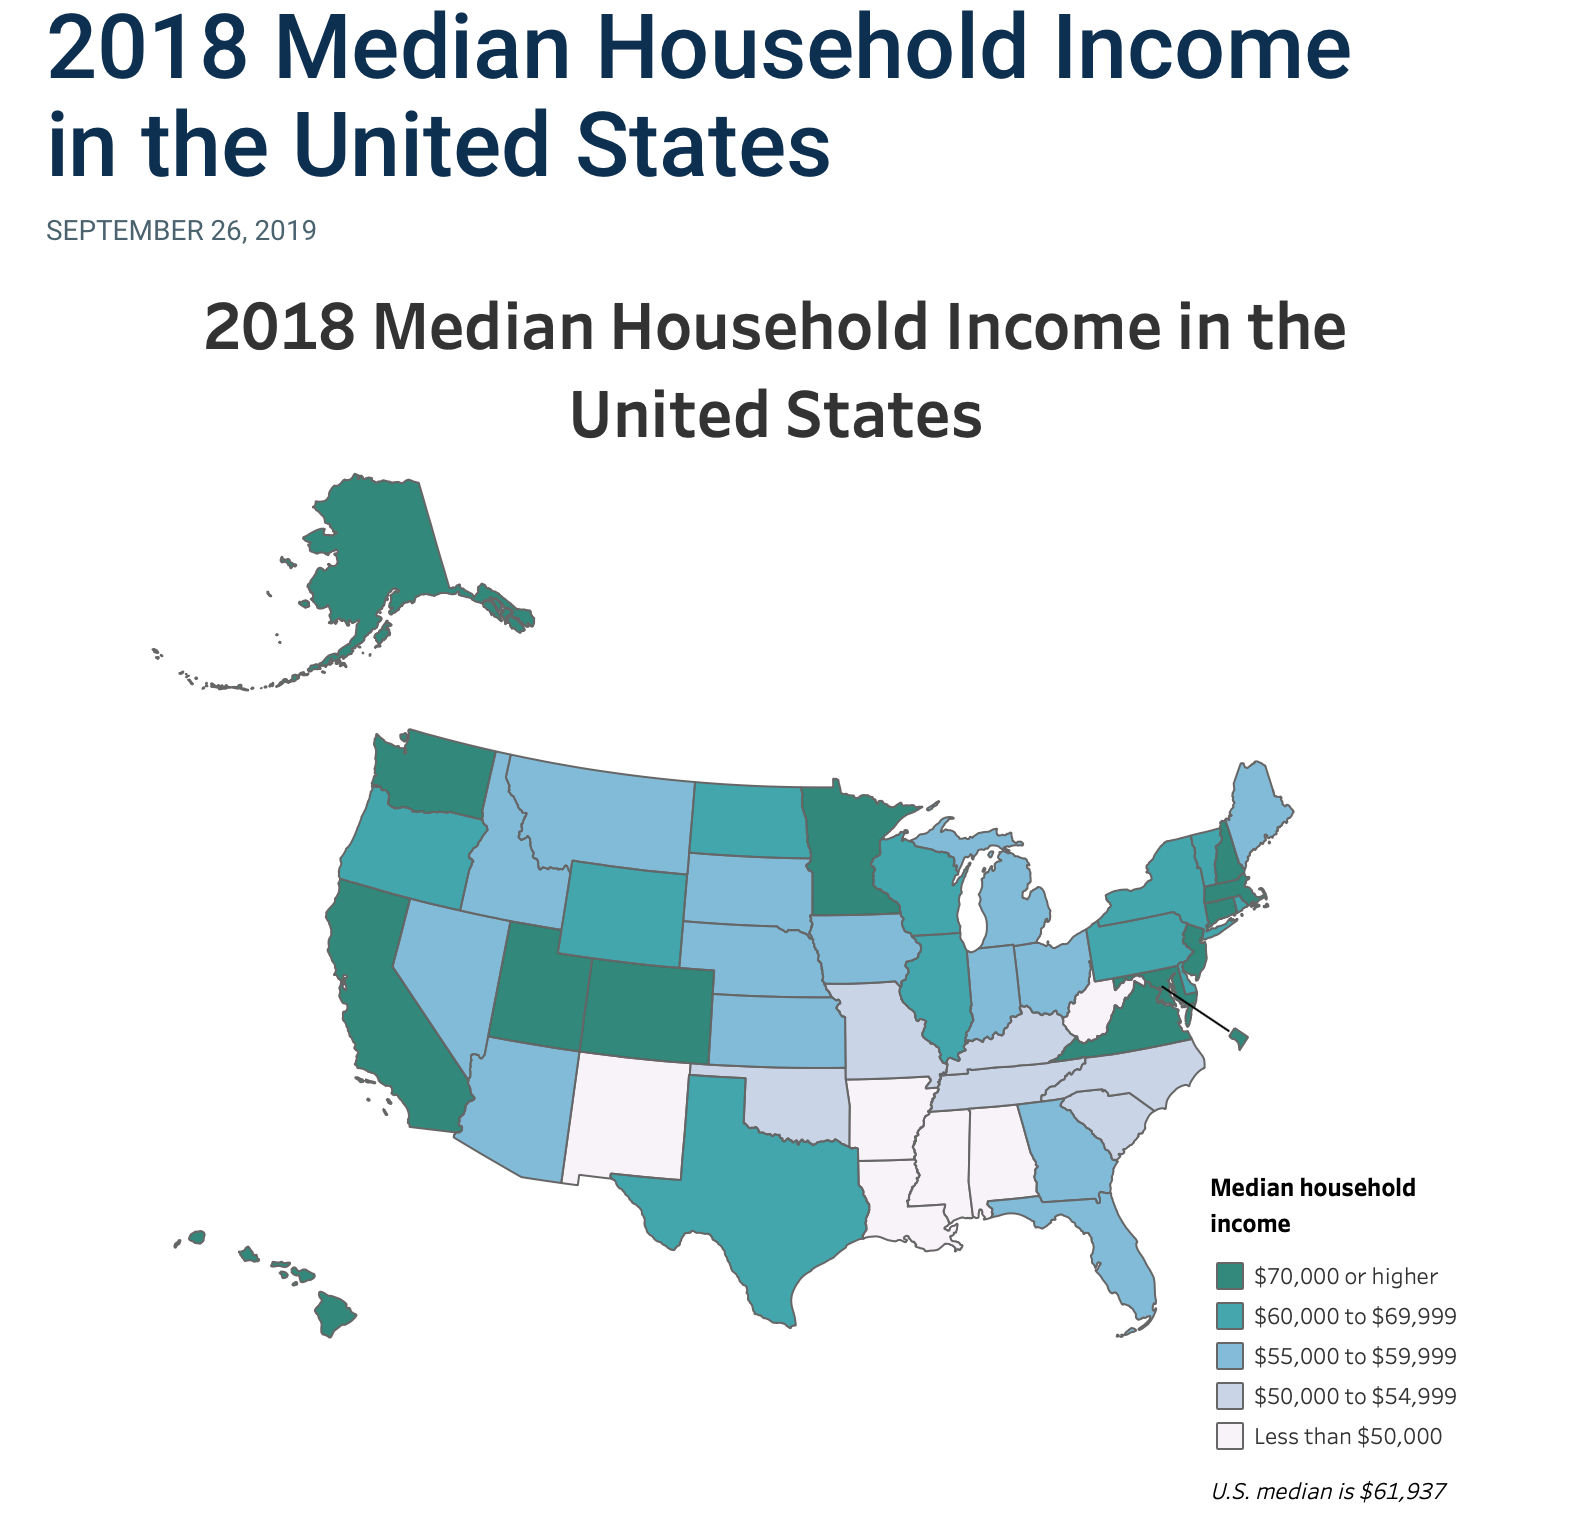 2018 Median Household Income
in the United States
SEPTEMBER 26, 2019
2018 Median Household Income in the
United States
Median household
income
$70,000 or higher
$60,000 to $69,999
$55,000 to $59,999
$50,000 to $54,999
Less than $50,000
U.S. median is $61,937